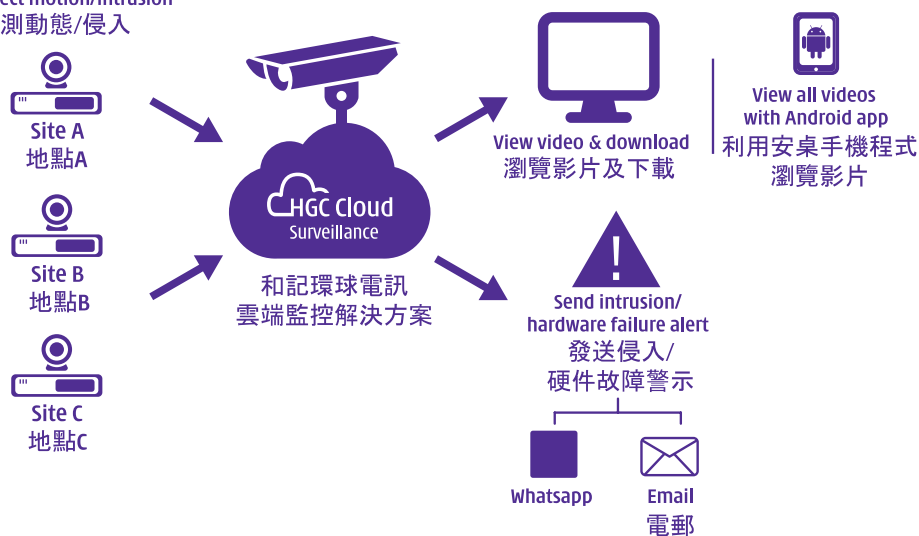 motion/intrusion
測動態/侵入
Site A
地點A
Site B
地點B
Site C
地點C
HGC Cloud
Surveillance
和記環球電訊
雲端監控解決方案
View video & download
瀏覽影片及下載
View all videos
with Android app
利用安桌手機程式
瀏覽影片
Send intrusion/
hardware failure alert
發送侵入/
硬件故障警示
Whatsapp
Email
電郵